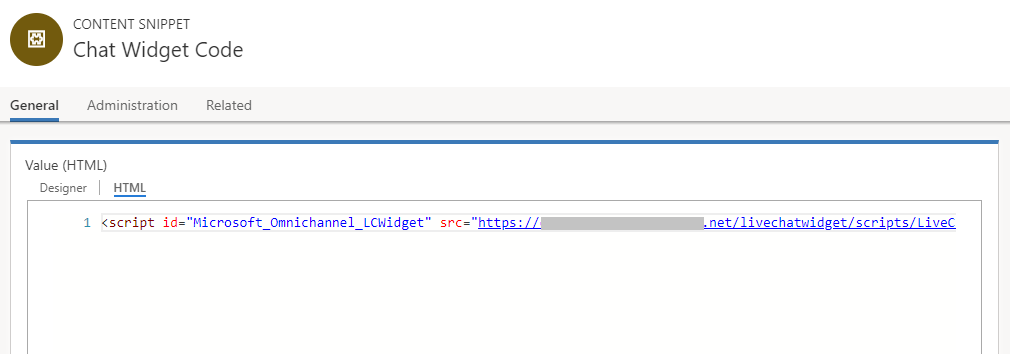 CONTENT SNIPPET
Chat Widget Code
General Administration Related
Value (HTML)
Designer HTML
1 <script id="Microsoft_Omnichannel_LCWidget" src="https:// .net/livechatwidget/scripts/LiveC